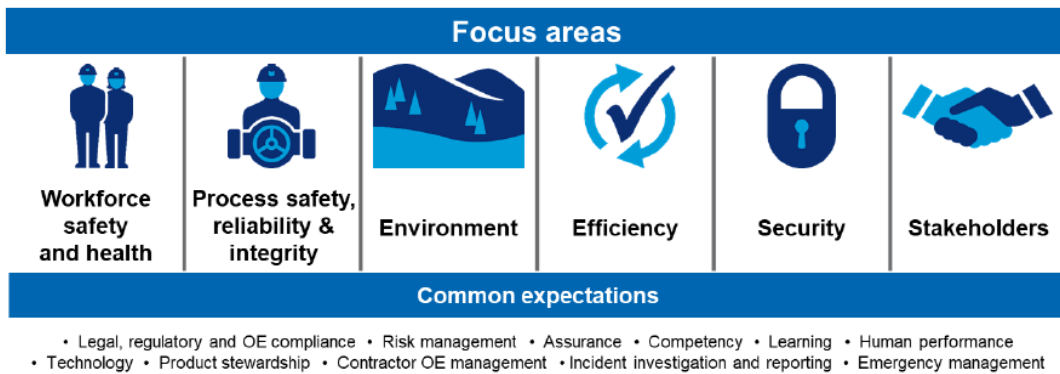 Focus areas
Workforce
safety
and health
Process safety,
reliability &
integrity
Environment
Efficiency
Security
Stakeholders
Common expectations
• Legal, regulatory and OE compliance • Risk management • Assurance • Competency • Learning • Human performance
• Technology • Product stewardship • Contractor OE management • Incident investigation and reporting • Emergency management